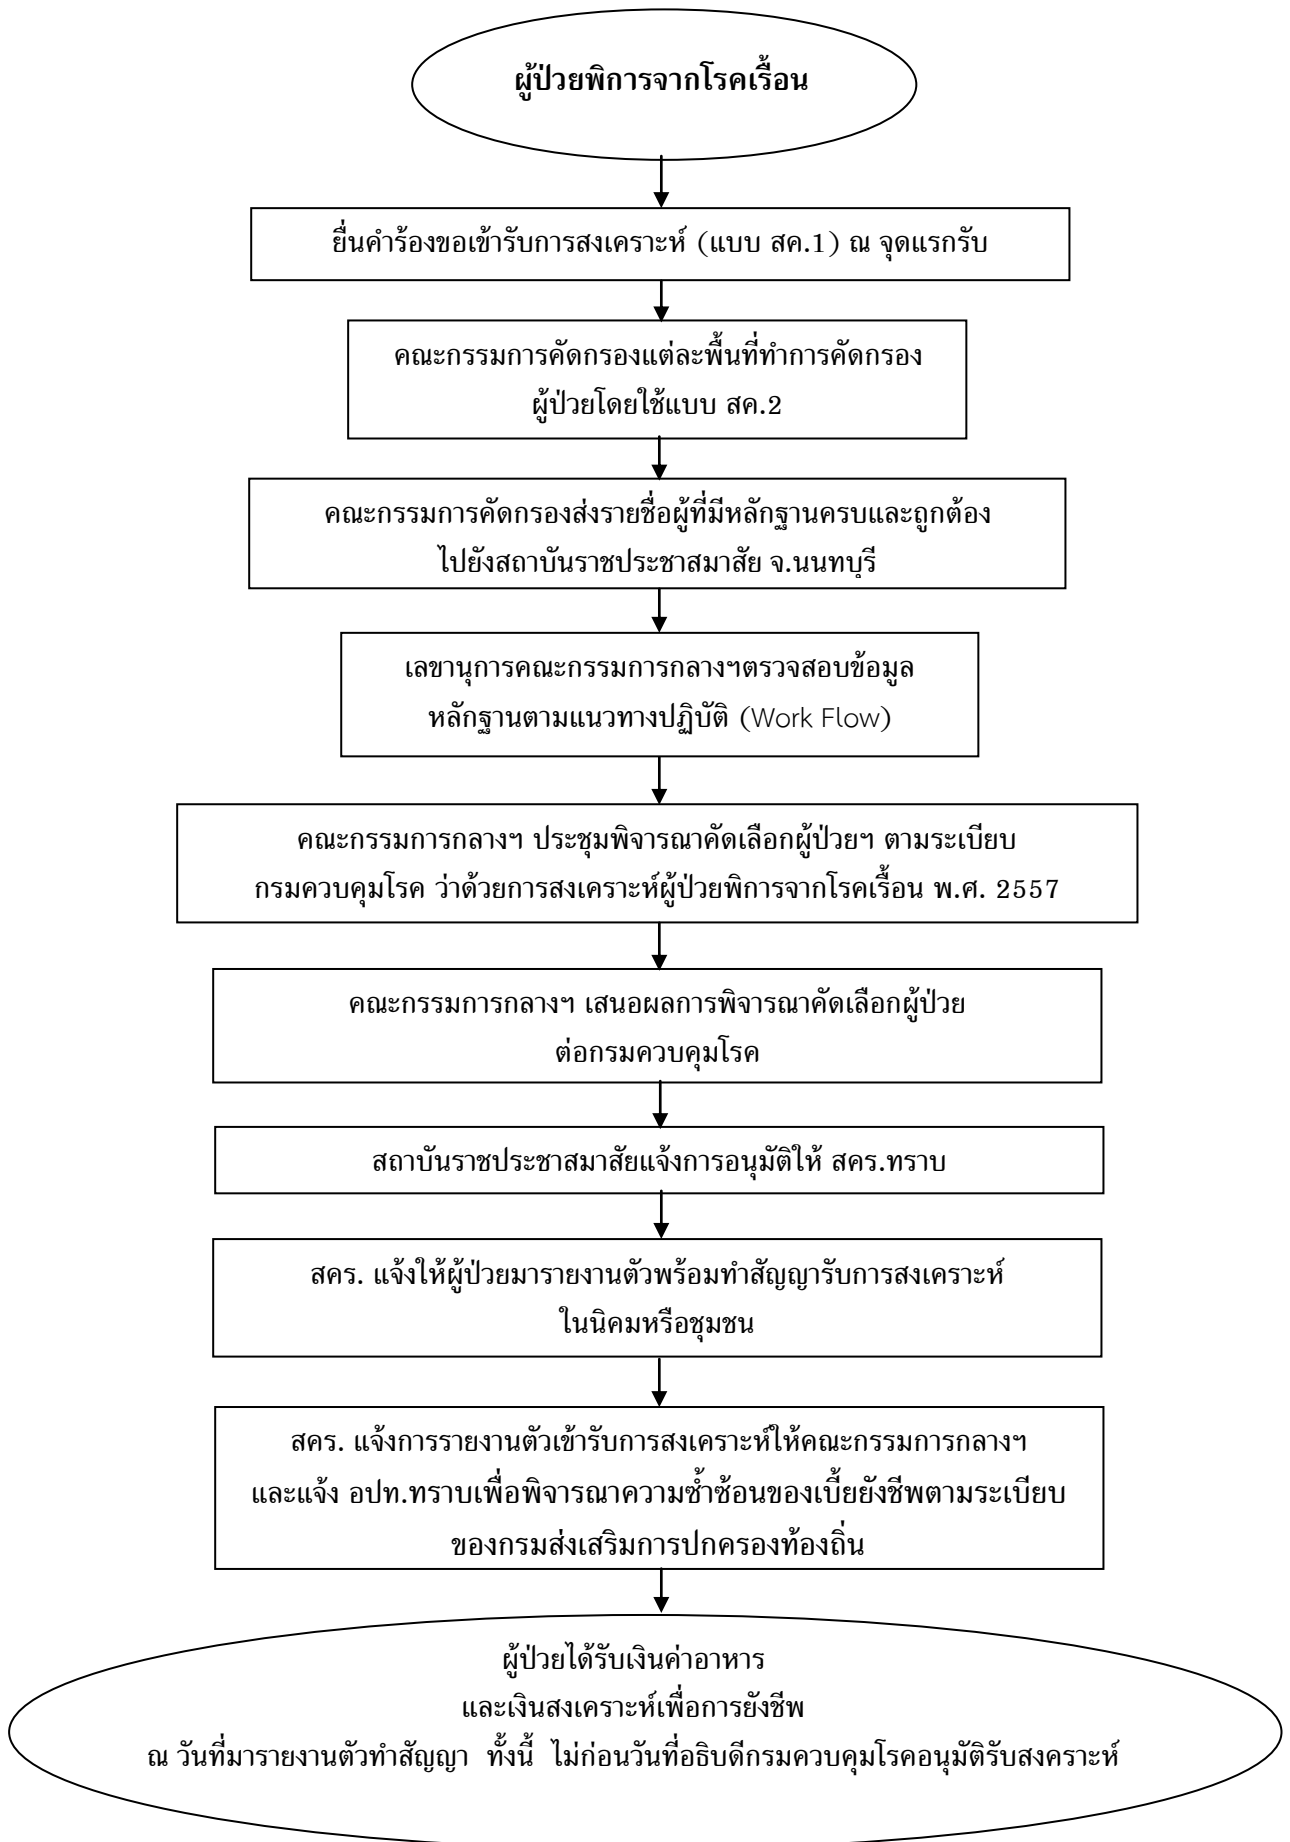 ผู้ป่วยพิการจากโรคเรื้อน
ยื่นคำร้องขอเข้ารับการสงเคราะห์ (แบบ สค.1) ณ จุดแรกรับ
คณะกรรมการคัดกรองแต่ละพื้นที่ทำการคัดกรอง
ผู้ป่วยโดยใช้แบบ สค.2
คณะกรรมการคัดกรองส่งรายชื่อผู้ที่มีหลักฐานครบและถูกต้อง
ไปยังสถาบันราชประชาสมาสัย จ.นนทบุรี
เลขานุการคณะกรรมการกลางฯตรวจสอบข้อมูล
หลักฐานตามแนวทางปฏิบัติ (Work Flow)
คณะกรรมการกลางฯ ประชุมพิจารณาคัดเลือกผู้ป่วยฯ ตามระเบียบ
กรมควบคุมโรค ว่าด้วยการสงเคราะห์ผู้ป่วยพิการจากโรคเรื้อน พ.ศ. 2557
คณะกรรมการกลางฯ เสนอผลการพิจารณาคัดเลือกผู้ป่วย
ต่อกรมควบคุมโรค
สถาบันราชประชาสมาสัยแจ้งการอนุมัติให้ สคร.ทราบ
สคร. แจ้งให้ผู้ป่วยมารายงานตัวพร้อมทำสัญญารับการสงเคราะห์
ในนิคมหรือชุมชน
สคร. แจ้งการรายงานตัวเข้ารับการสงเคราะห์ให้คณะกรรมการกลางฯ
และแจ้ง อปท.ทราบเพื่อพิจารณาความซ้ำซ้อนของเบี้ยยังชีพตามระเบียบ
ของกรมส่งเสริมการปกครองท้องถิ่น
ผู้ป่วยได้รับเงินค่าอาหาร
และเงินสงเคราะห์เพื่อการยังชีพ
ณ วันที่มารายงานตัวทำสัญญา ทั้งนี้ ไม่ก่อนวันที่อธิบดีกรมควบคุมโรคอนุมัติรับสงคราะห์